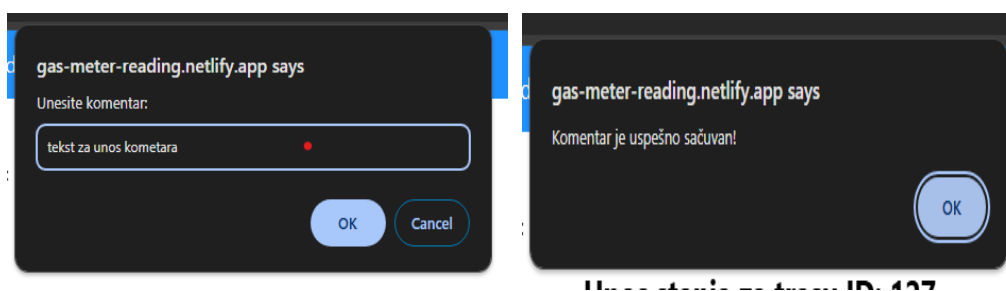 gas-meter-reading.netlify.app says
Unesite komentar:
tekst za unos kometara
OK
Cancel
gas-meter-reading.netlify.app says
Komentar je uspešno sačuvan!
OK